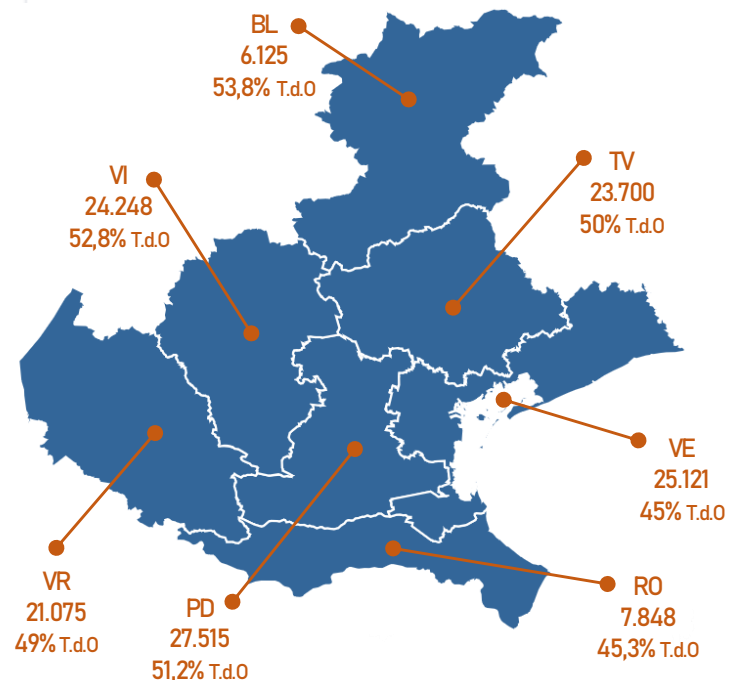 BL
6.125
53,8% T.d.O
VI
24.248
52,8% T.d.O
TV
23.700
50% T.d.O
VE
25.121
45% T.d.O
VR
21.075
49% T.d.O
PD
27.515
51,2% T.d.O
RO
7.848
45,3% T.d.O